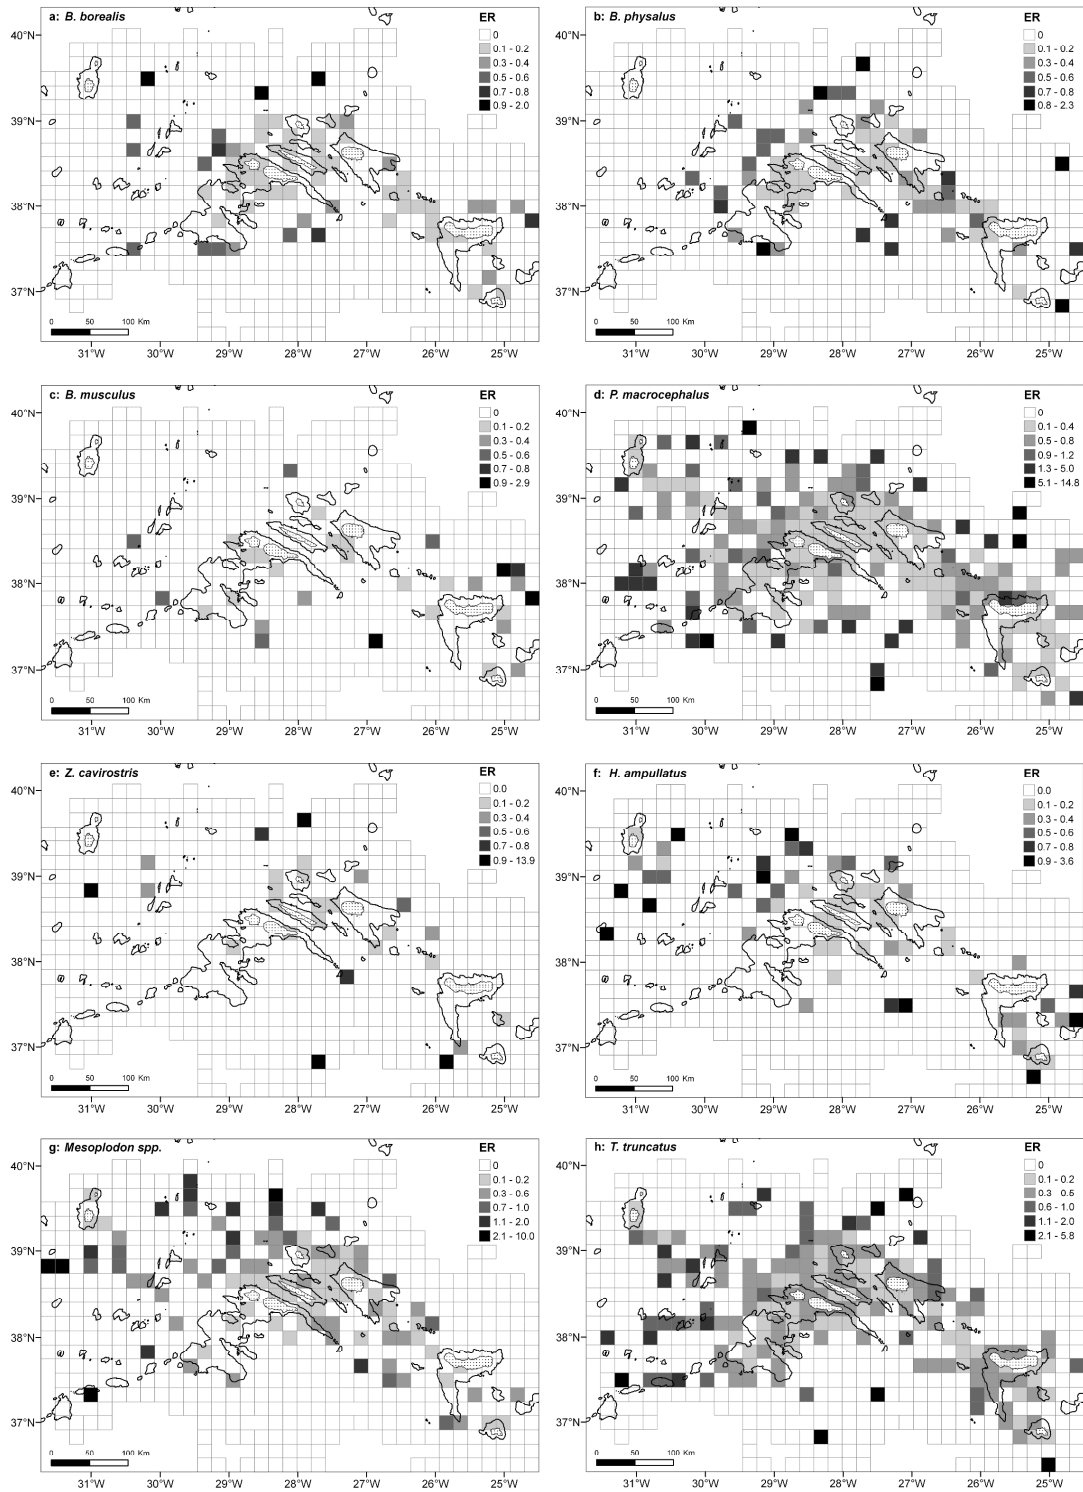 a: B. borealis
ER
0
0.1 - 0.2
0.3 - 0.4
0.5 - 0.6
0.7 - 0.8
0.9 - 2.0
40°N
39°N
38°N
37°N
0 50 100 Km
31°W 30°W 29°W 28°W 27°W 26°W 25°W
b: B. physalus
ER
0
0.1 - 0.2
0.3 - 0.4
0.5 - 0.6
0.7 - 0.8
0.8 - 2.3
40°N
39°N
38°N
37°N
0 50 100 Km
31°W 30°W 29°W 28°W 27°W 26°W 25°W
c: B. musculus
ER
0
0.1 - 0.2
0.3 - 0.4
0.5 - 0.6
0.7 - 0.8
0.9 - 2.9
40°N
39°N
38°N
37°N
0 50 100 Km
31°W 30°W 29°W 28°W 27°W 26°W 25°W
d: P. macrocephalus
ER
0
0.1 - 0.4
0.5 - 0.8
0.9 - 1.2
1.3 - 5.0
5.1 - 14.8
40°N
39°N
38°N
37°N
0 50 100 Km
31°W 30°W 29°W 28°W 27°W 26°W 25°W
e: Z. cavirostris
ER
0.0
0.1 - 0.2
0.3 - 0.4
0.5 - 0.6
0.7 - 0.8
0.9 - 13.9
40°N
39°N
38°N
37°N
0 50 100 Km
31°W 30°W 29°W 28°W 27°W 26°W 25°W
f: H. ampullatus
ER
0.0
0.1 - 0.2
0.3 - 0.4
0.5 - 0.6
0.7 - 0.8
0.9 - 3.6
40°N
39°N
38°N
37°N
0 50 100 Km
31°W 30°W 29°W 28°W 27°W 26°W 25°W
g: Mesoplodon spp.
ER
0
0.1 - 0.2
0.3 - 0.6
0.7 - 1.0
1.1 - 2.0
2.1 - 10.0
40°N
39°N
38°N
37°N
0 50 100 Km
31°W 30°W 29°W 28°W 27°W 26°W 25°W
h: T. truncatus
ER
0
0.1 - 0.2
0.3 - 0.5
0.6 - 1.0
1.1 - 2.0
2.1 - 5.8
40°N
39°N
38°N
37°N
0 50 100 Km
31°W 30°W 29°W 28°W 27°W 26°W 25°W